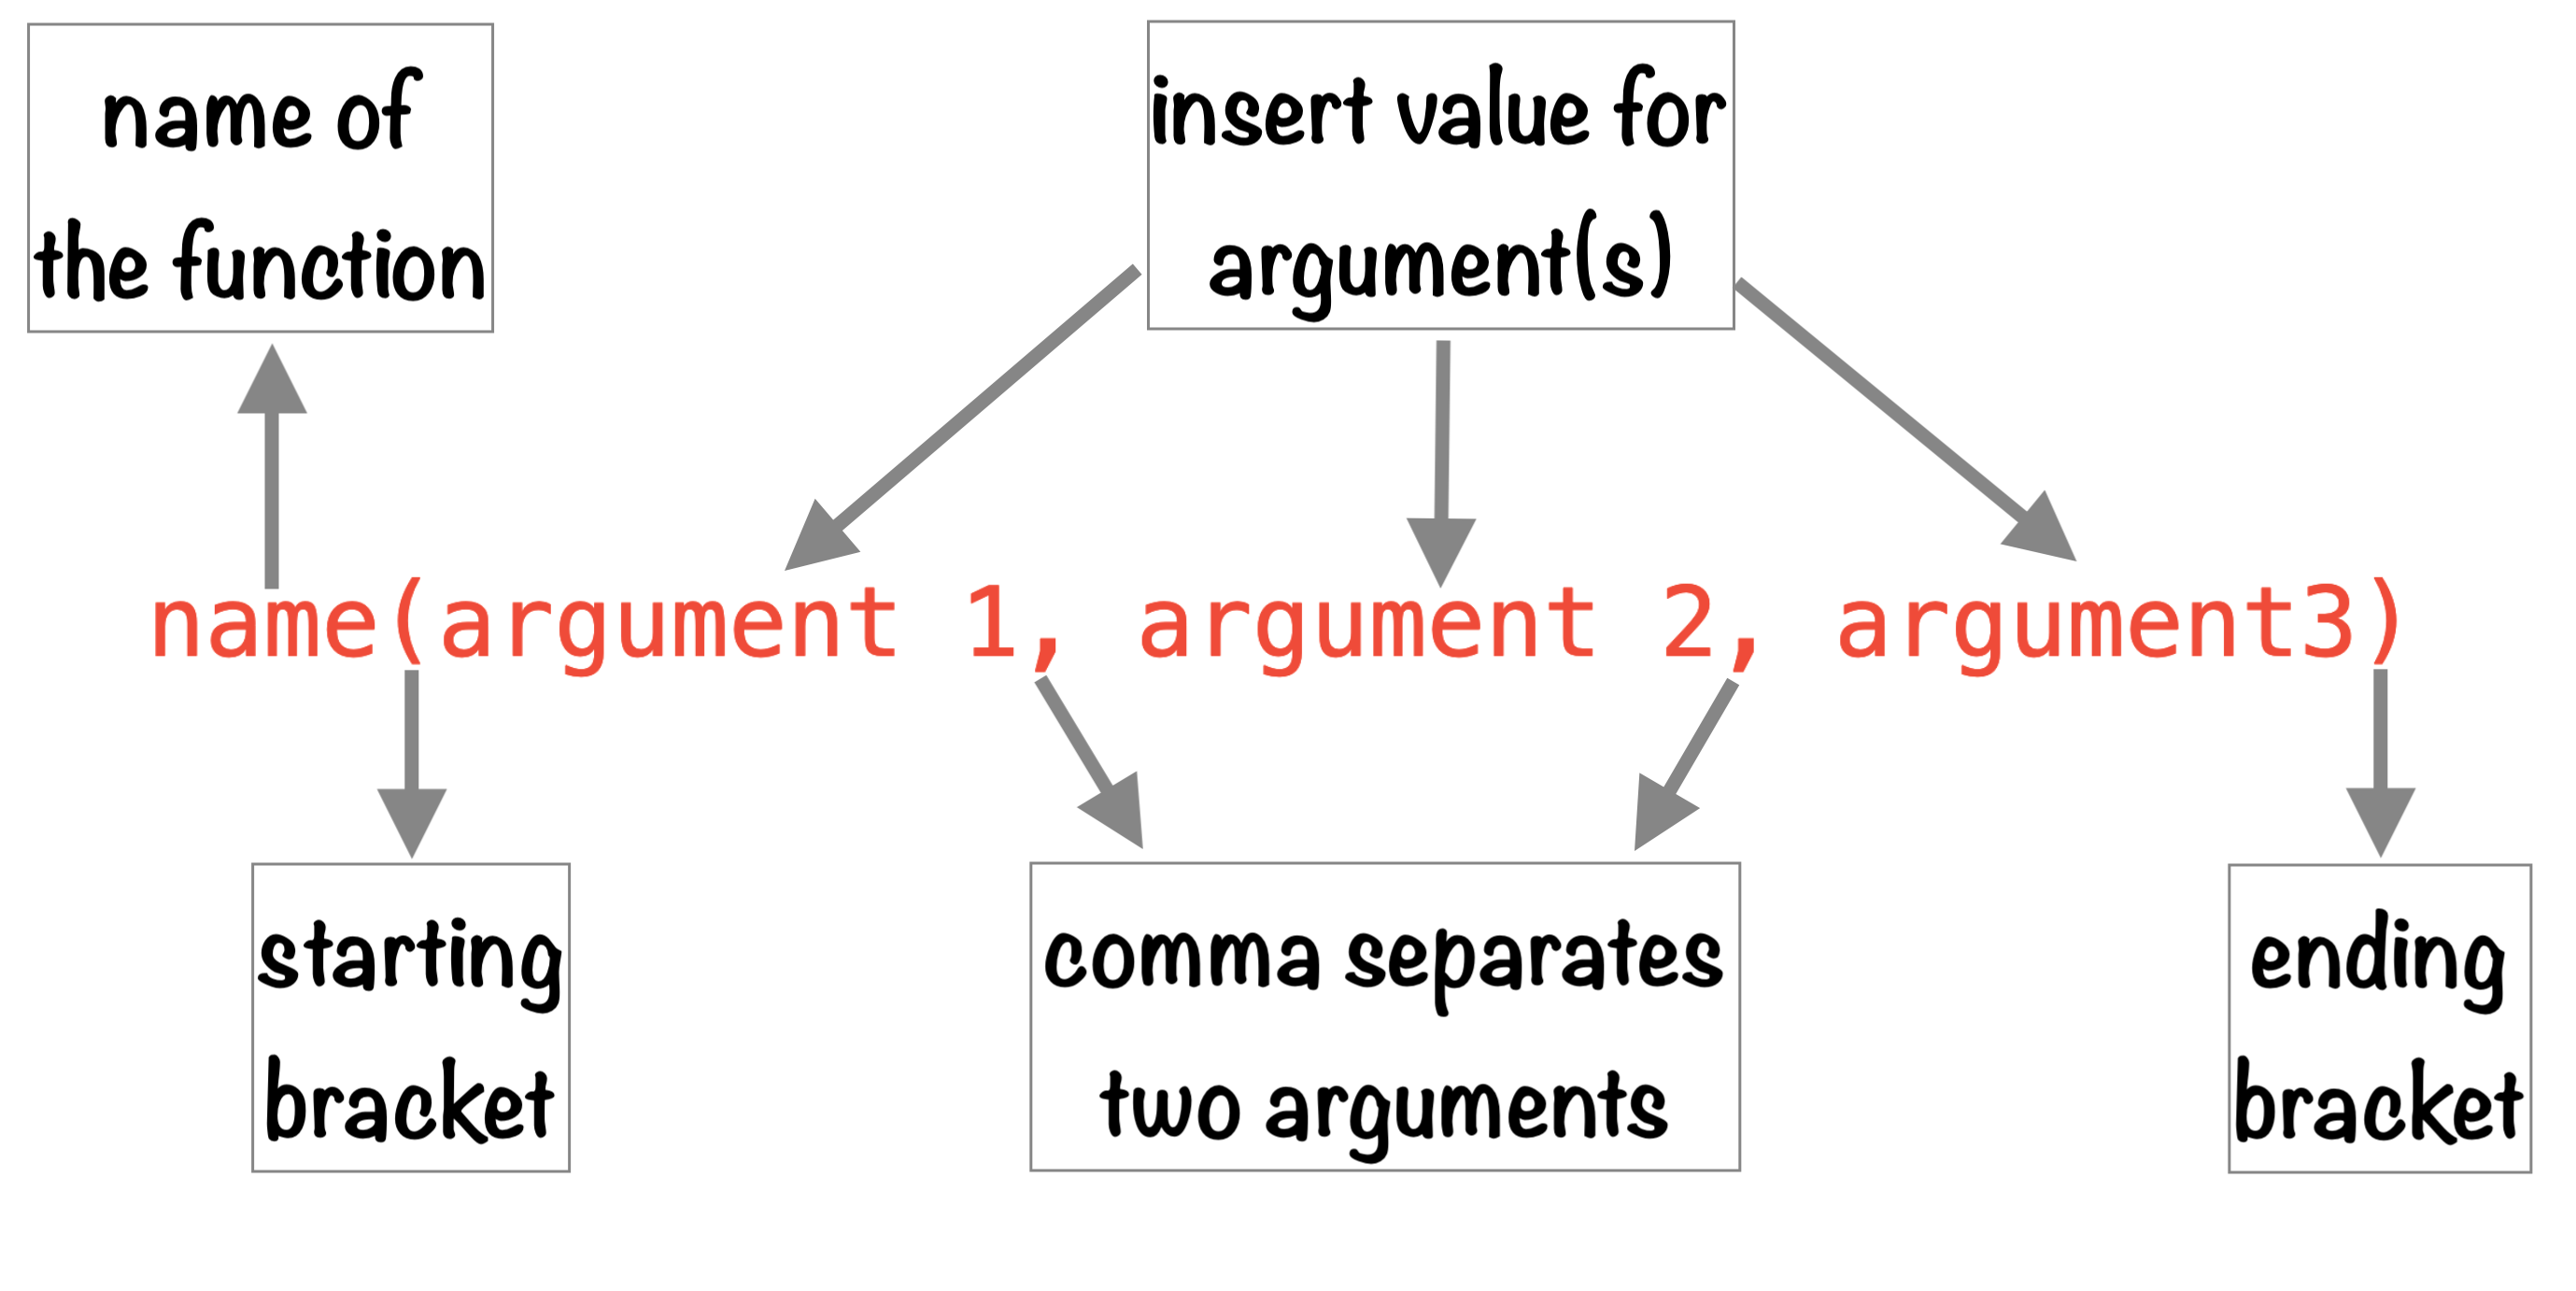 name of
the function
insert value for
argument(s)
name(argument 1, argument 2, argument3)
starting
bracket
comma separates
two arguments
ending
bracket